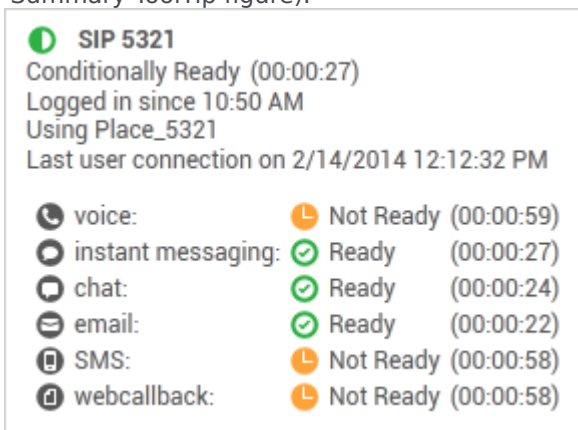 Summary ToolTip figure).
SIP 5321
Conditionally Ready (00:00:27)
Logged in since 10:50 AM
Using Place_5321
Last user connection on 2/14/2014 12:12:32 PM
voice: Not Ready (00:00:59)
instant messaging: Ready (00:00:27)
chat: Ready (00:00:24)
email: Ready (00:00:22)
SMS: Not Ready (00:00:58)
webcallback: Not Ready (00:00:58)